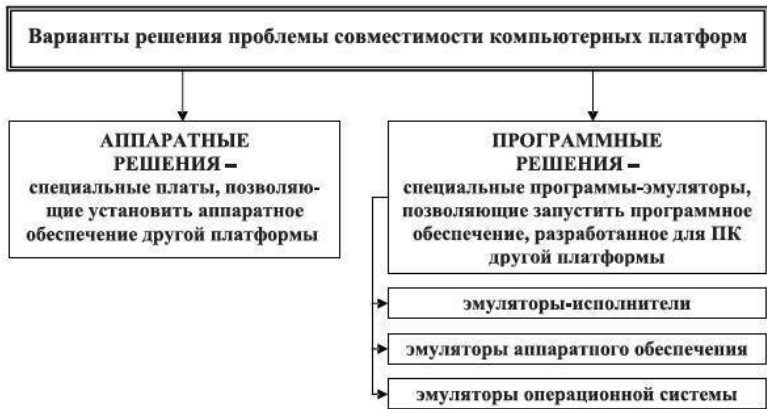 Варианты решения проблемы совместимости компьютерных платформ
АППАРАТНЫЕ
РЕШЕНИЯ –
специальные платы, позволяю-
щие установить аппаратное
обеспечение другой платформы
ПРОГРАММНЫЕ
РЕШЕНИЯ –
специальные программы-эмуляторы,
позволяющие запустить программное
обеспечение, разработанное для ПК
другой платформы
эмуляторы-исполнители
эмуляторы аппаратного обеспечения
эмуляторы операционной системы